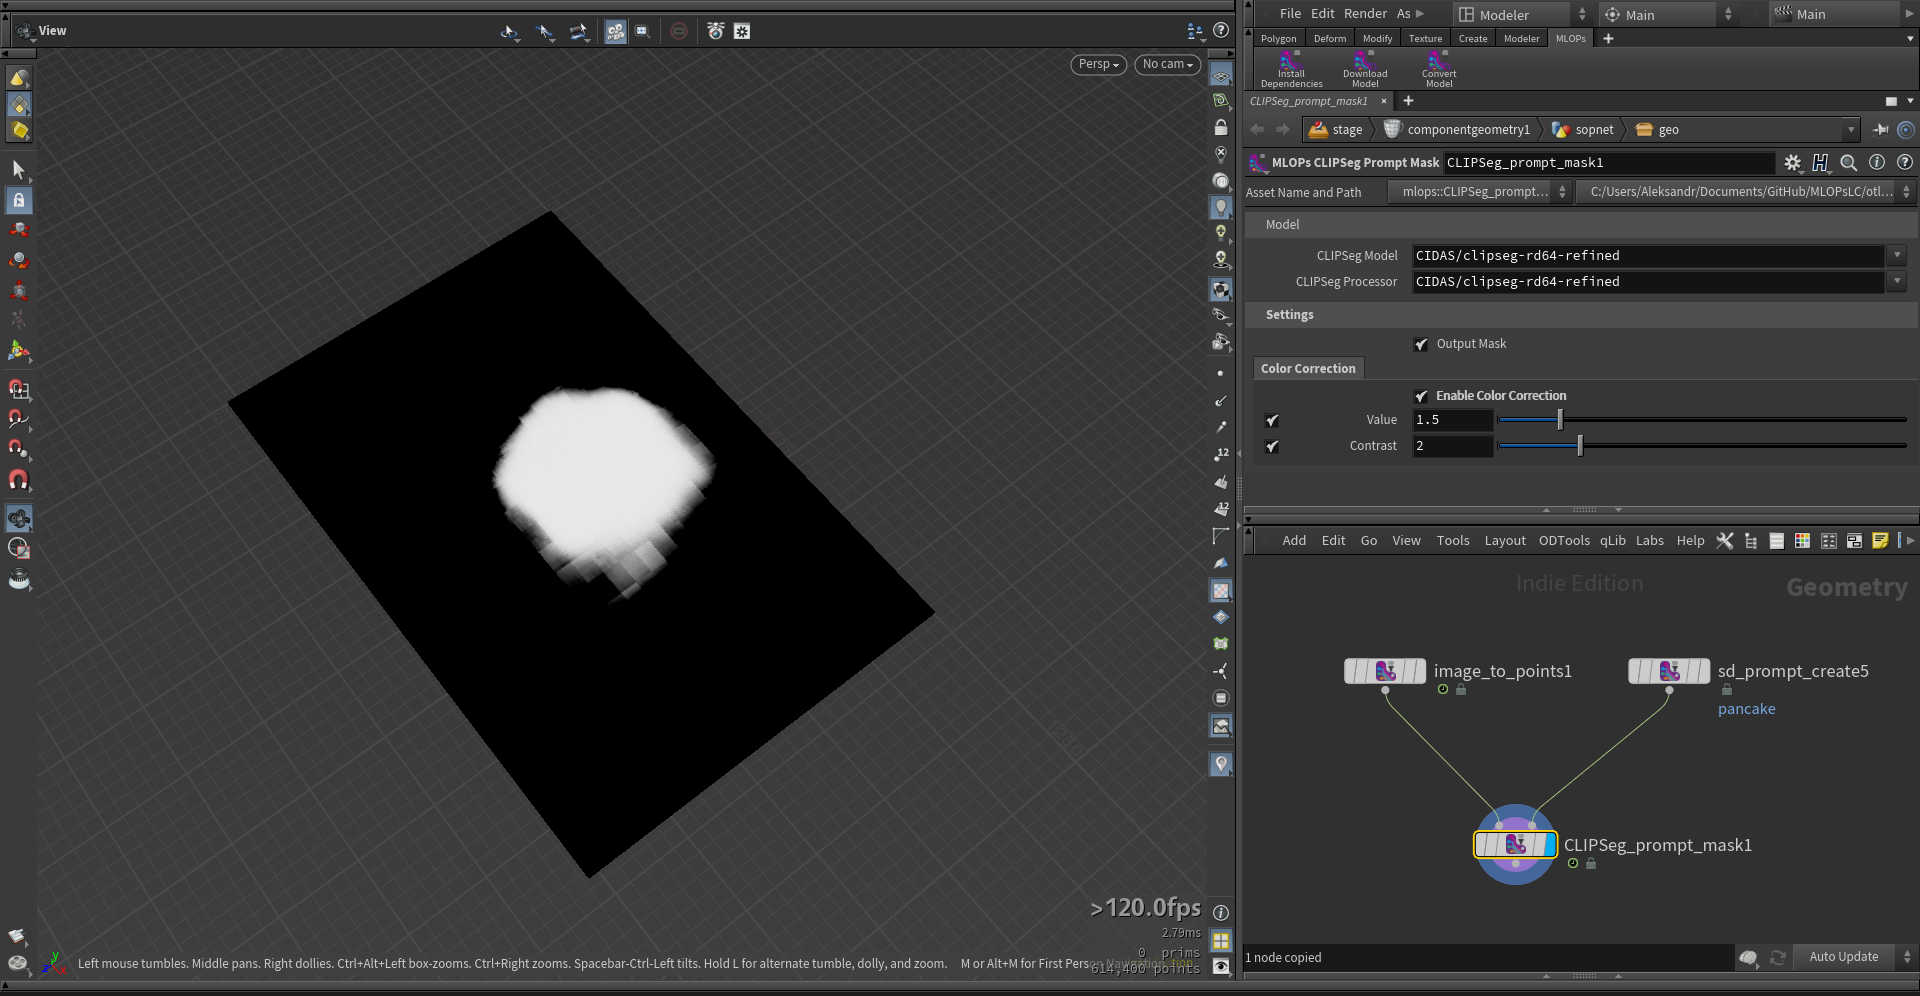 View
File Edit Render As
Modeler
Main
Main
Polygon Deform Modify Texture Create Modeler MLOPs
Install Dependencies
Download Model
Convert Model
Persp
No cam
CLIPSeg_prompt_mask1
stage componentgeometry1 sopnet geo
MLOPs CLIPSeg Prompt Mask CLIPSeg_prompt_mask1
Asset Name and Path mlops::CLIPSeg_prompt... C:/Users/Aleksandr/Documents/GitHub/MLOPsLC/otl...
Model
CLIPSeg Model CIDAS/clipseg-rd64-refined
CLIPSeg Processor CIDAS/clipseg-rd64-refined
Settings
Output Mask
Color Correction
Enable Color Correction
Value 1.5
Contrast 2
12
12
Add Edit Go View Tools Layout ODTools qLib Labs Help
Indie Edition Geometry
image_to_points1
sd_prompt_create5
pancake
CLIPSeg_prompt_mask1
>120.0fps
2.79ms
0 prims
614,400 points
y
x
z
Left mouse tumbles. Middle pans. Right dollies. Ctrl+Alt+Left box-zooms. Ctrl+Right zooms. Spacebar-Ctrl-Left tilts. Hold L for alternate tumble, dolly, and zoom. M or Alt+M for First Person
1 node copied
Auto Update